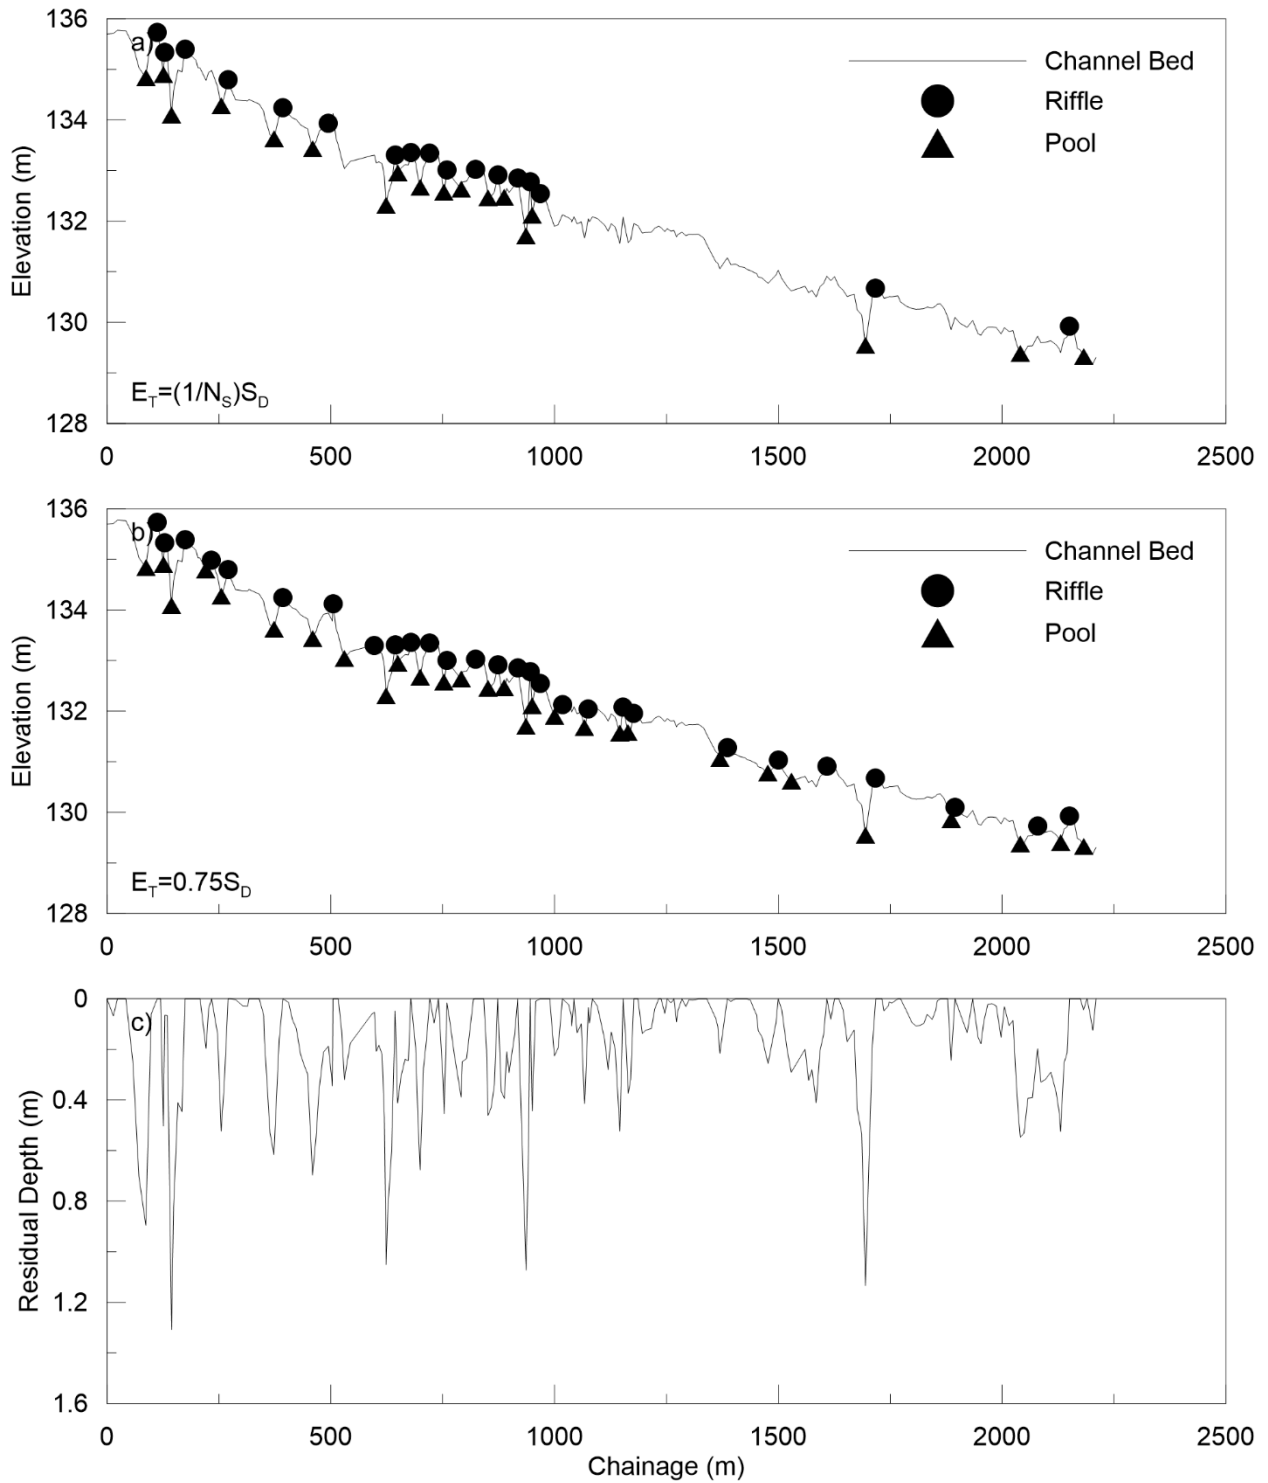 136
a)
Channel Bed
Riffle
134
Pool
Elevation (m)
132
130
E_T=(1/N_S)S_D
128
0 500 1000 1500 2000 2500
136
b)
Channel Bed
Riffle
134
Pool
Elevation (m)
132
130
E_T=0.75S_D
128
0 500 1000 1500 2000 2500
0
c)
0.4
Residual Depth (m)
0.8
1.2
1.6
0 500 1000 1500 2000 2500
Chainage (m)